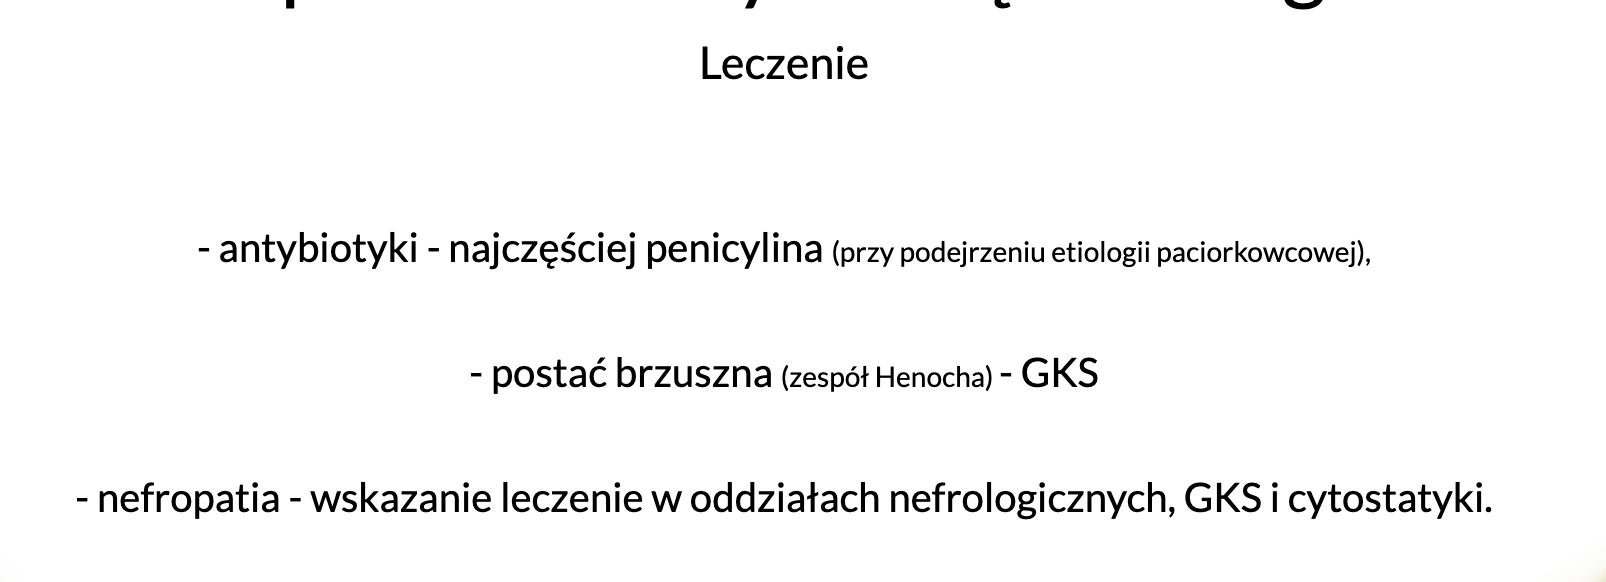 Leczenie
- antybiotyki - najczęściej penicylina (przy podejrzeniu etiologii paciorkowcowej),
- postać brzuszna (zespół Henocha) - GKS
- nefropatia - wskazanie leczenie w oddziałach nefrologicznych, GKS i cytostatyki.